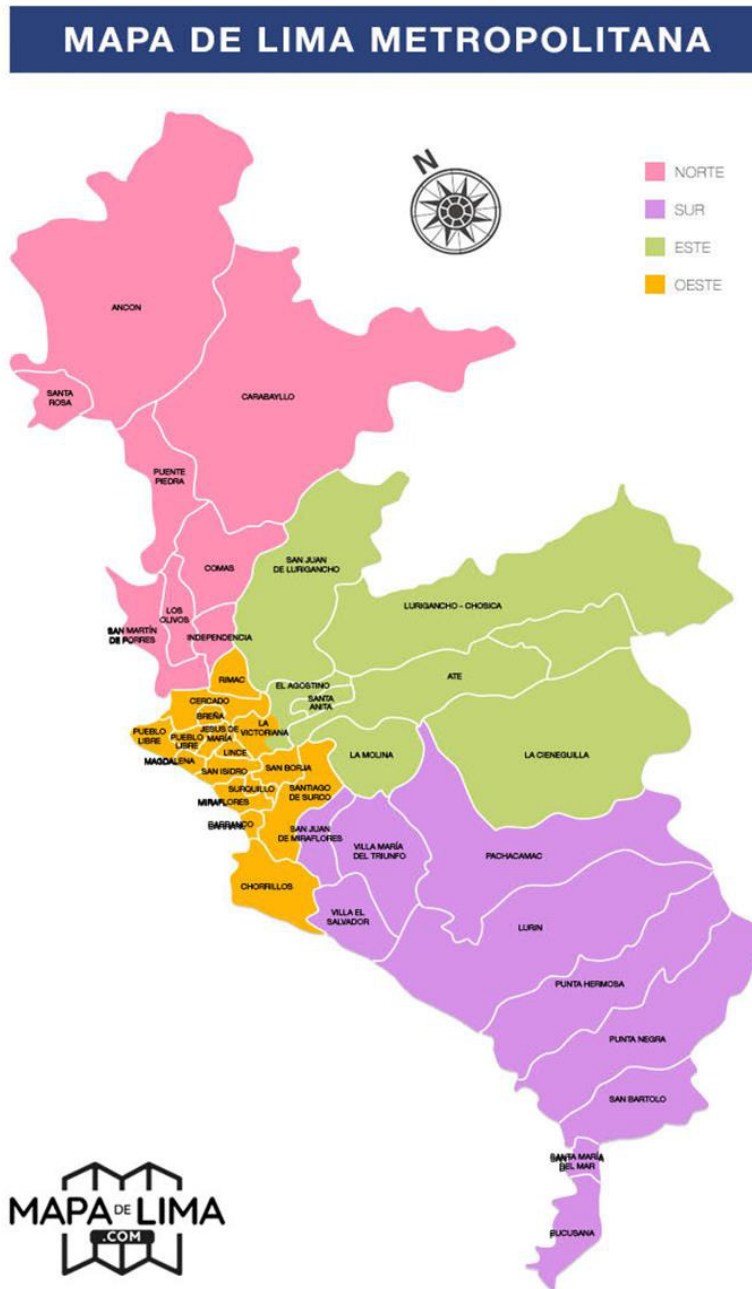 MAPA DE LIMA METROPOLITANA
N
NORTE
SUR
ESTE
OESTE
ANCON
SANTA
ROSA
CARABAYLLO
PUENTE
PIEDRA
COMAS
SAN JUAN
DE LURIGANCHO
LURIGANCHO - CHOSICA
LOS
OLIVOS
SAN MARTÍN
DE PORRES
INDEPENDENCIA
RIMAC
EL AGOSTINO
SANTA
ANITA
ATE
CERCADO
BREÑA
PUEBLO
LIBRE
PUEBLO
LIBRE
JESUS DE
MARÍA
LA
VICTORIANA
LINCE
MAGDALENA
SAN ISIDRO
SAN BORJA
LA MOLINA
LA CIENEGUILLA
SURQUILLO
MIRAFLORES
SANTIAGO
DE SURCO
BARRANCO
SAN JUAN
DE MIRAFLORES
VILLA MARÍA
DEL TRIUNFO
PACHACAMAC
CHORRILLOS
VILLA EL
SALVADOR
LURIN
PUNTA HERMOSA
PUNTA NEGRA
SAN BARTOLO
SANTA MARÍA
DEL MAR
PUCUSANA
MAPA DE LIMA
.COM